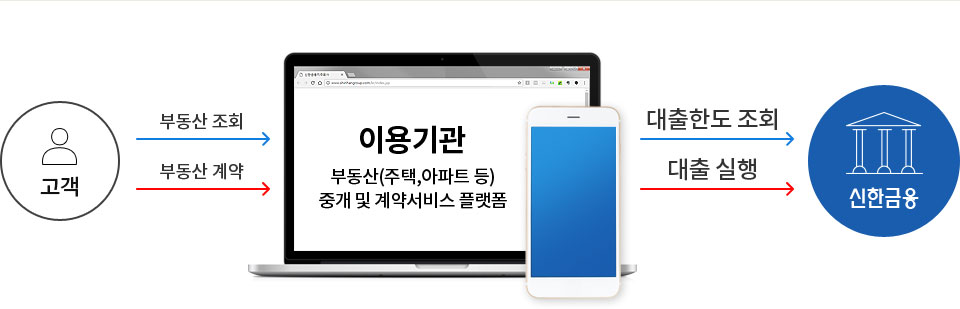 고객
부동산 조회
부동산 계약
이용기관
부동산(주택,아파트 등)
중개 및 계약서비스 플랫폼
대출한도 조회
대출 실행
신한금융